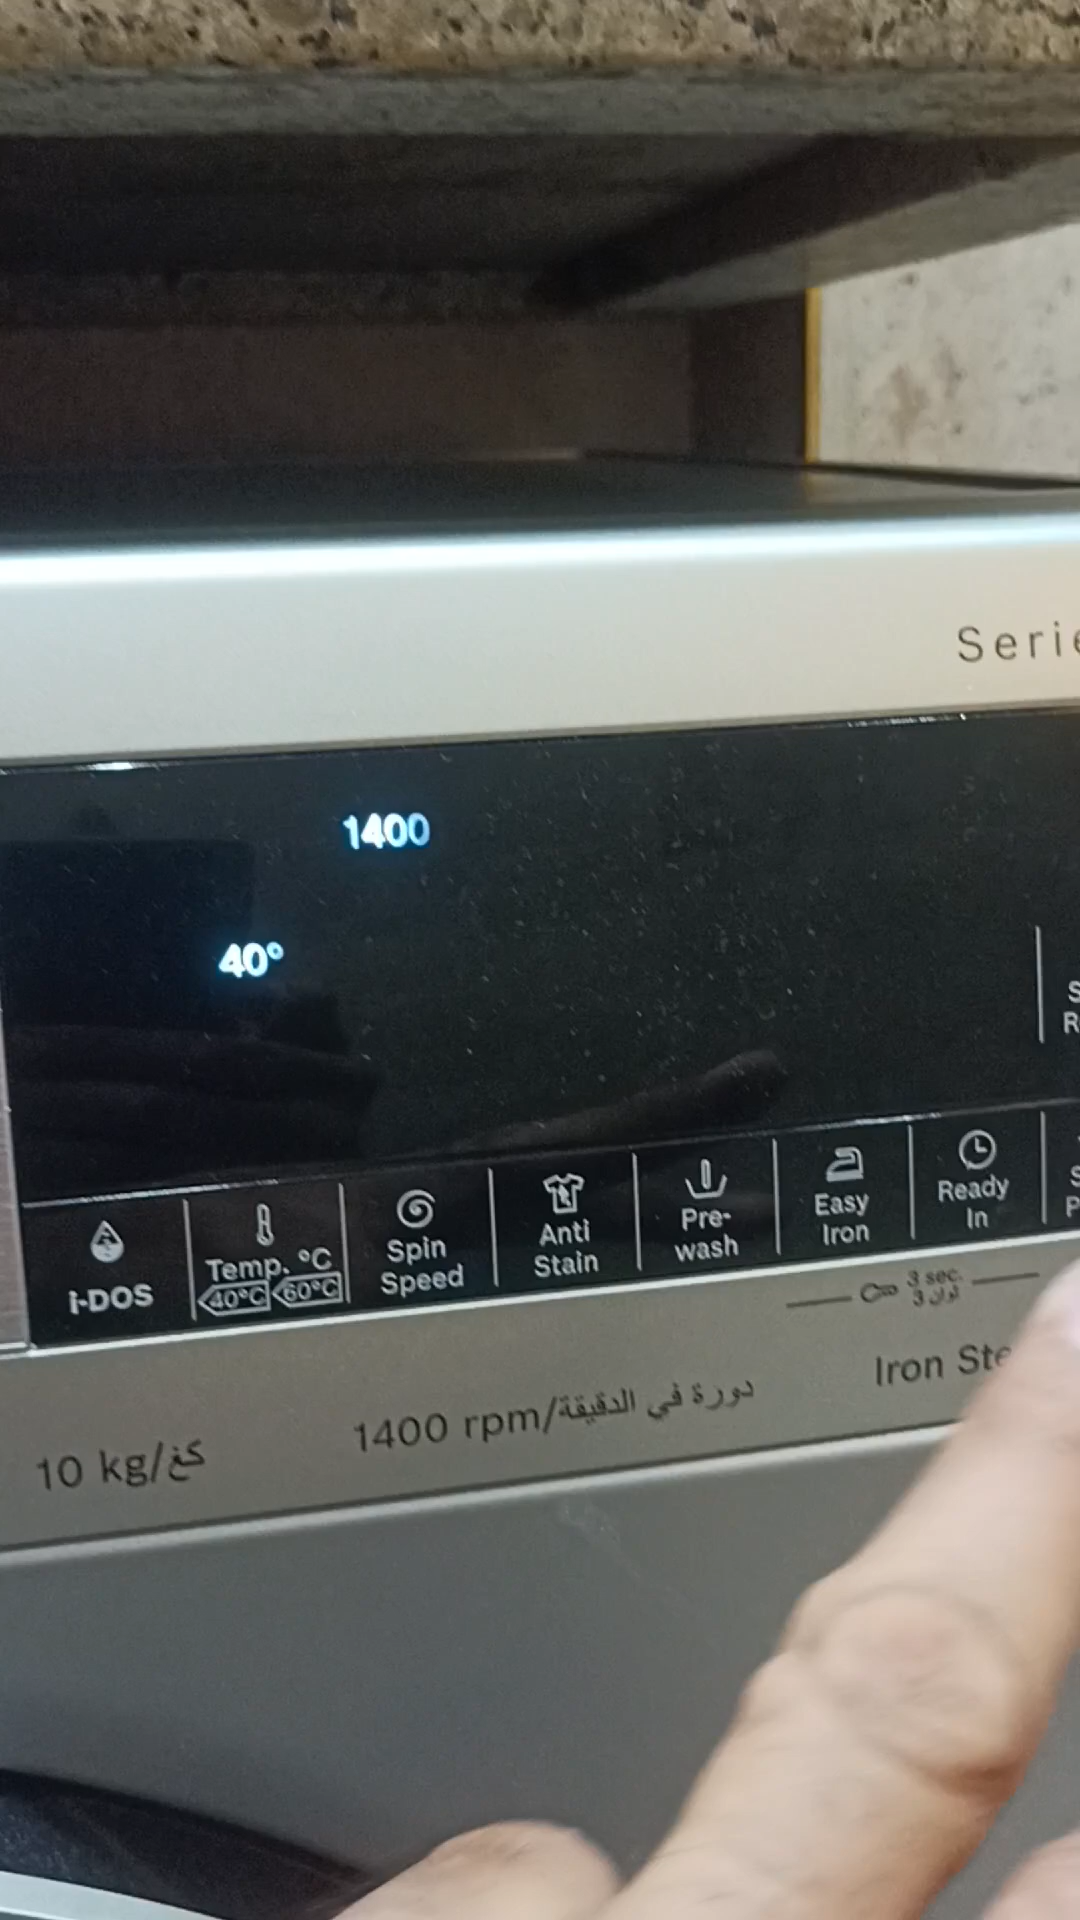 Serie
1400
40°
i-DOS
Temp. °C
40°C 60°C
Spin
Speed
Anti
Stain
Pre-
wash
Easy
Iron
Ready
In
3 sec.
3 ثوان
Iron Ste
1400 rpm/دورة في الدقيقة
10 kg/كغ